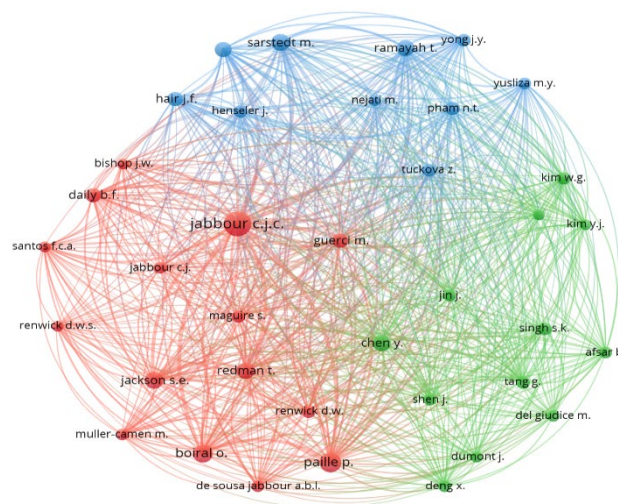 sarstedt m.
ramayah t.
yong j.y.
yusliza m.y.
hair j.f.
henseler j.
nejati m.
pham n.t.
bishop j.w.
tuckova z.
kim w.g.
daily b.f.
jabbour c.j.c.
kim y.j.
guerci m.
santos f.c.a.
jabbour c.j.
jin j.
maguire s.
renwick d.w.s.
singh s.k.
chen y.
afsar b.
redman t.
jackson s.e.
tang g.
shen j.
renwick d.w.
del giudice m.
muller-camen m.
boiral o.
paille p.
dumont j.
de sousa jabbour a.b.l.
deng x.